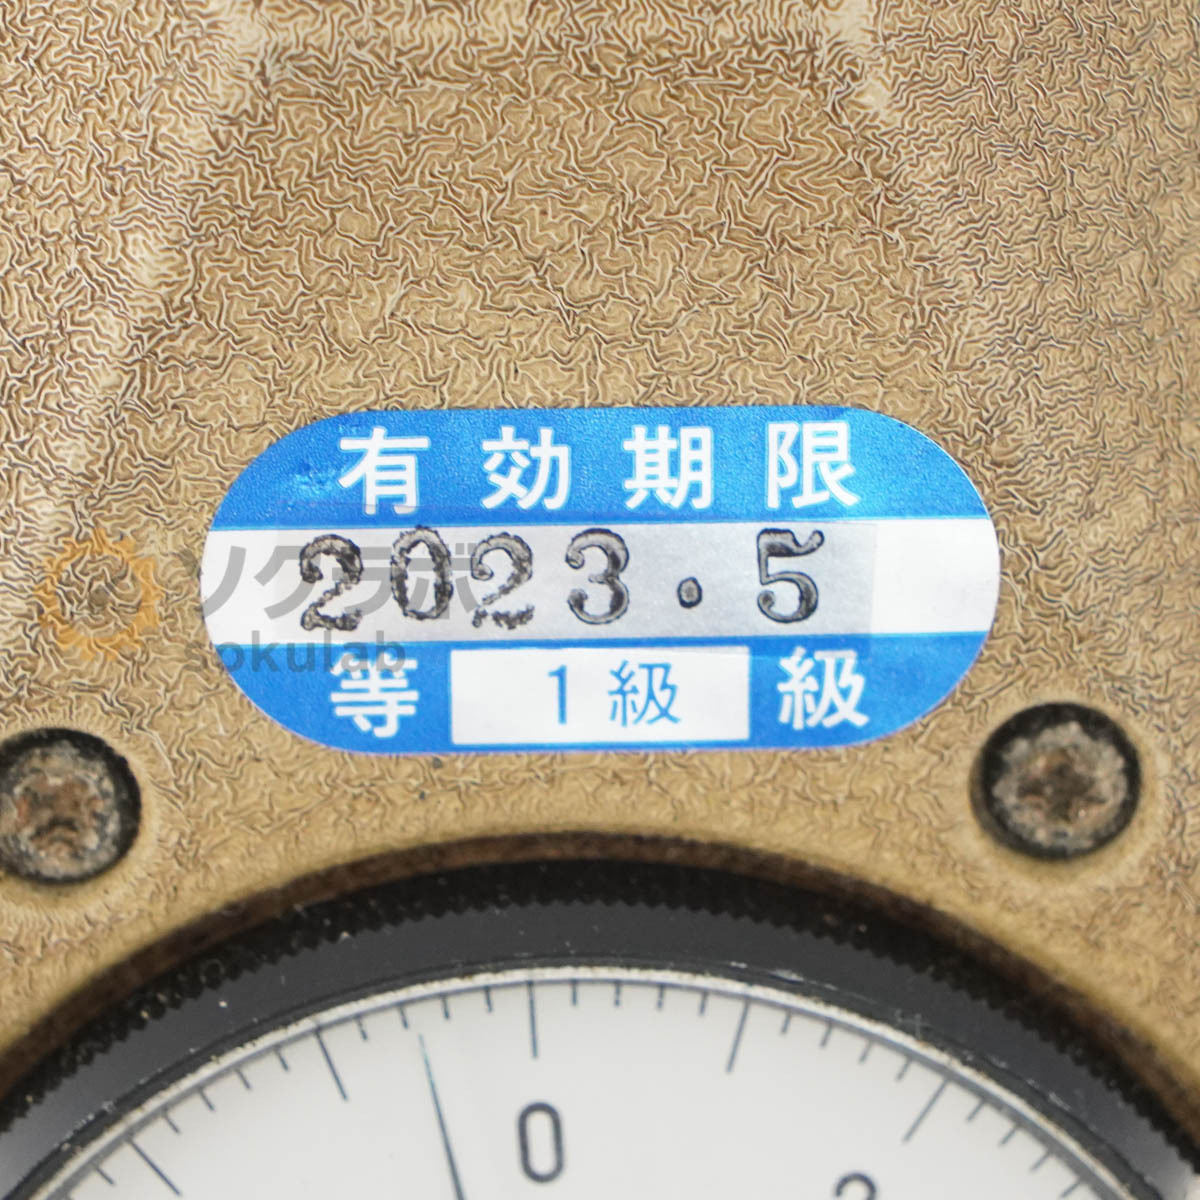 有効期限
2023.5
ソクラボ
sokulab
等 1級 級
0